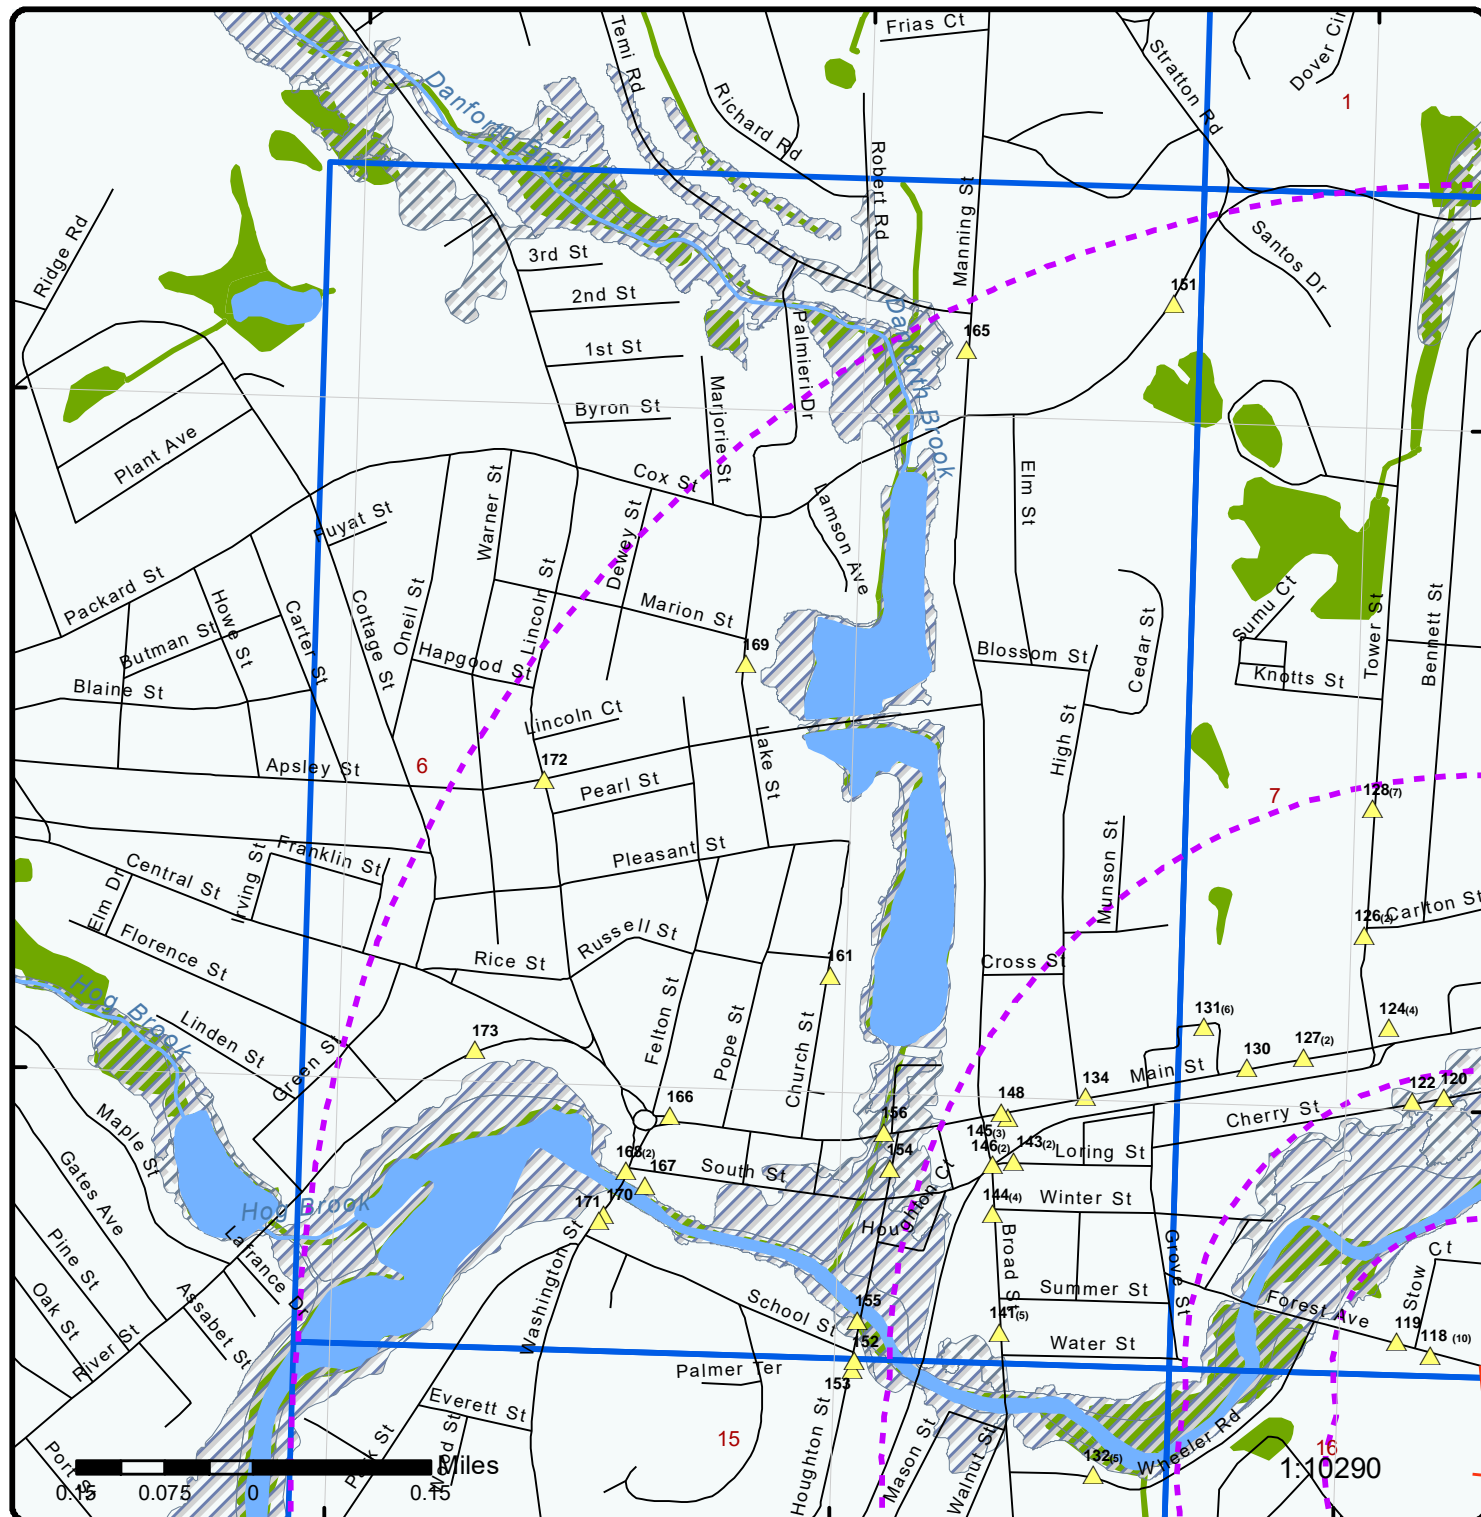 Frias Ct
Temi Rd
Richard Rd
Robert Rd
Manning St
Stratton Rd
Dover Cir
1
Danforth Brook
Ridge Rd
3rd St
2nd St
1st St
Byron St
Marjorie St
Palmieri Dr
Danforth Brook
Santos Dr
151
165
Plant Ave
Cox St
Warner St
Dewey St
Lamson Ave
Elm St
Packard St
Howe St
Butman St
Carter St
Cottage St
Oneil St
Lincoln St
Hapgood St
Marion St
169
Blossom St
Cedar St
Sumu Ct
Knotts St
Tower St
Bennett St
Blaine St
Lincoln Ct
Apsley St
6
172
Pearl St
Lake St
High St
7
128(7)
Franklin St
Central St
Irving St
Elm Dr
Pleasant St
Munson St
126(2)
Carlton St
Florence St
Rice St
Russell St
161
Cross St
Hog Brook
Linden St
Green St
173
Felton St
Pope St
Church St
131(6)
124(4)
130
127(2)
Main St
134
148
122
120
Cherry St
166
156
145(3)
146(2)
143(2)
Loring St
154
Maple St
Gates Ave
167
170
171
South St
Houghton Ct
144(4)
Winter St
Hog Brook
Lafrance Dr
Pine St
Oak St
Assabet St
River St
Washington St
School St
155
152
153
Broad St
Summer St
Grove St
141(5)
Water St
Forest Ave
Stow Ct
119
118 (10)
Palmer Ter
Everett St
Wood St
Park St
Port St
15
Houghton St
Mason St
Walnut St
132(5)
Wheeler Rd
16
1:10290
Miles
0.15
0.075
0
0.15